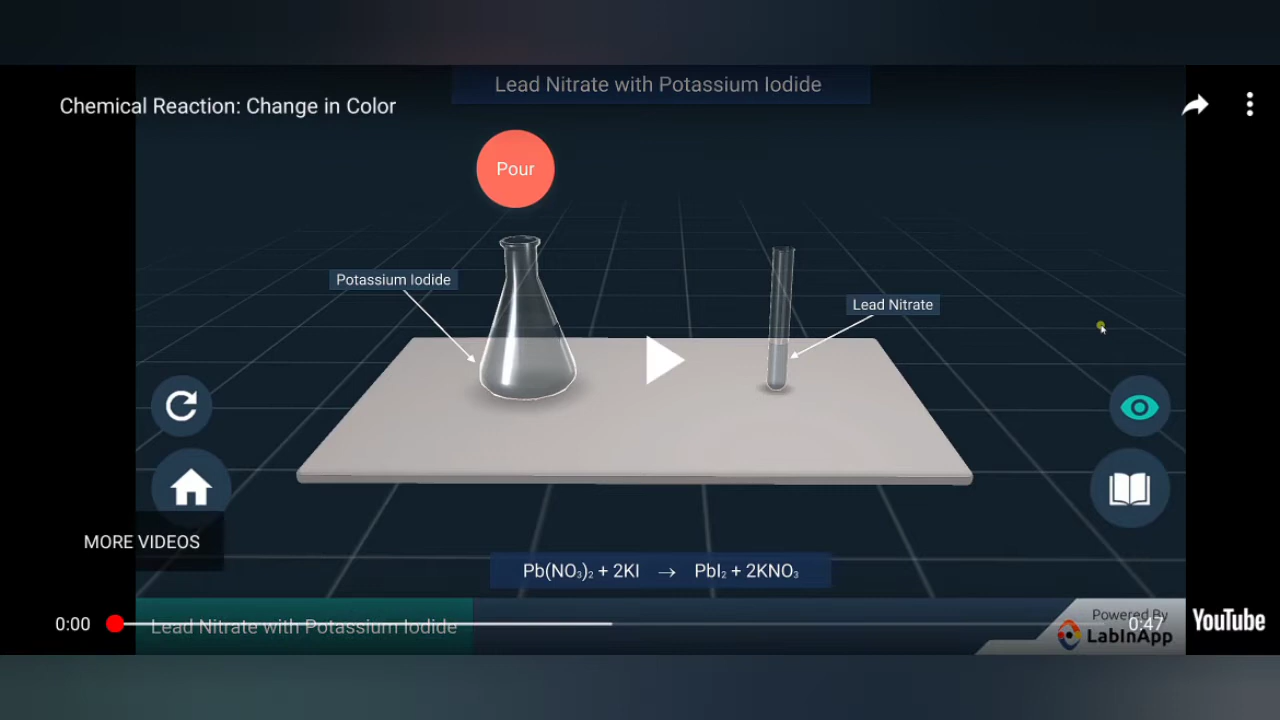 Lead Nitrate with Potassium Iodide
Chemical Reaction: Change in Color
Pour
Potassium Iodide
Lead Nitrate
MORE VIDEOS
Pb(NO₃)₂ + 2KI → PbI₂ + 2KNO₃
0:00
Lead Nitrate with Potassium Iodide
Powered By
LabInApp
0:47
YouTube